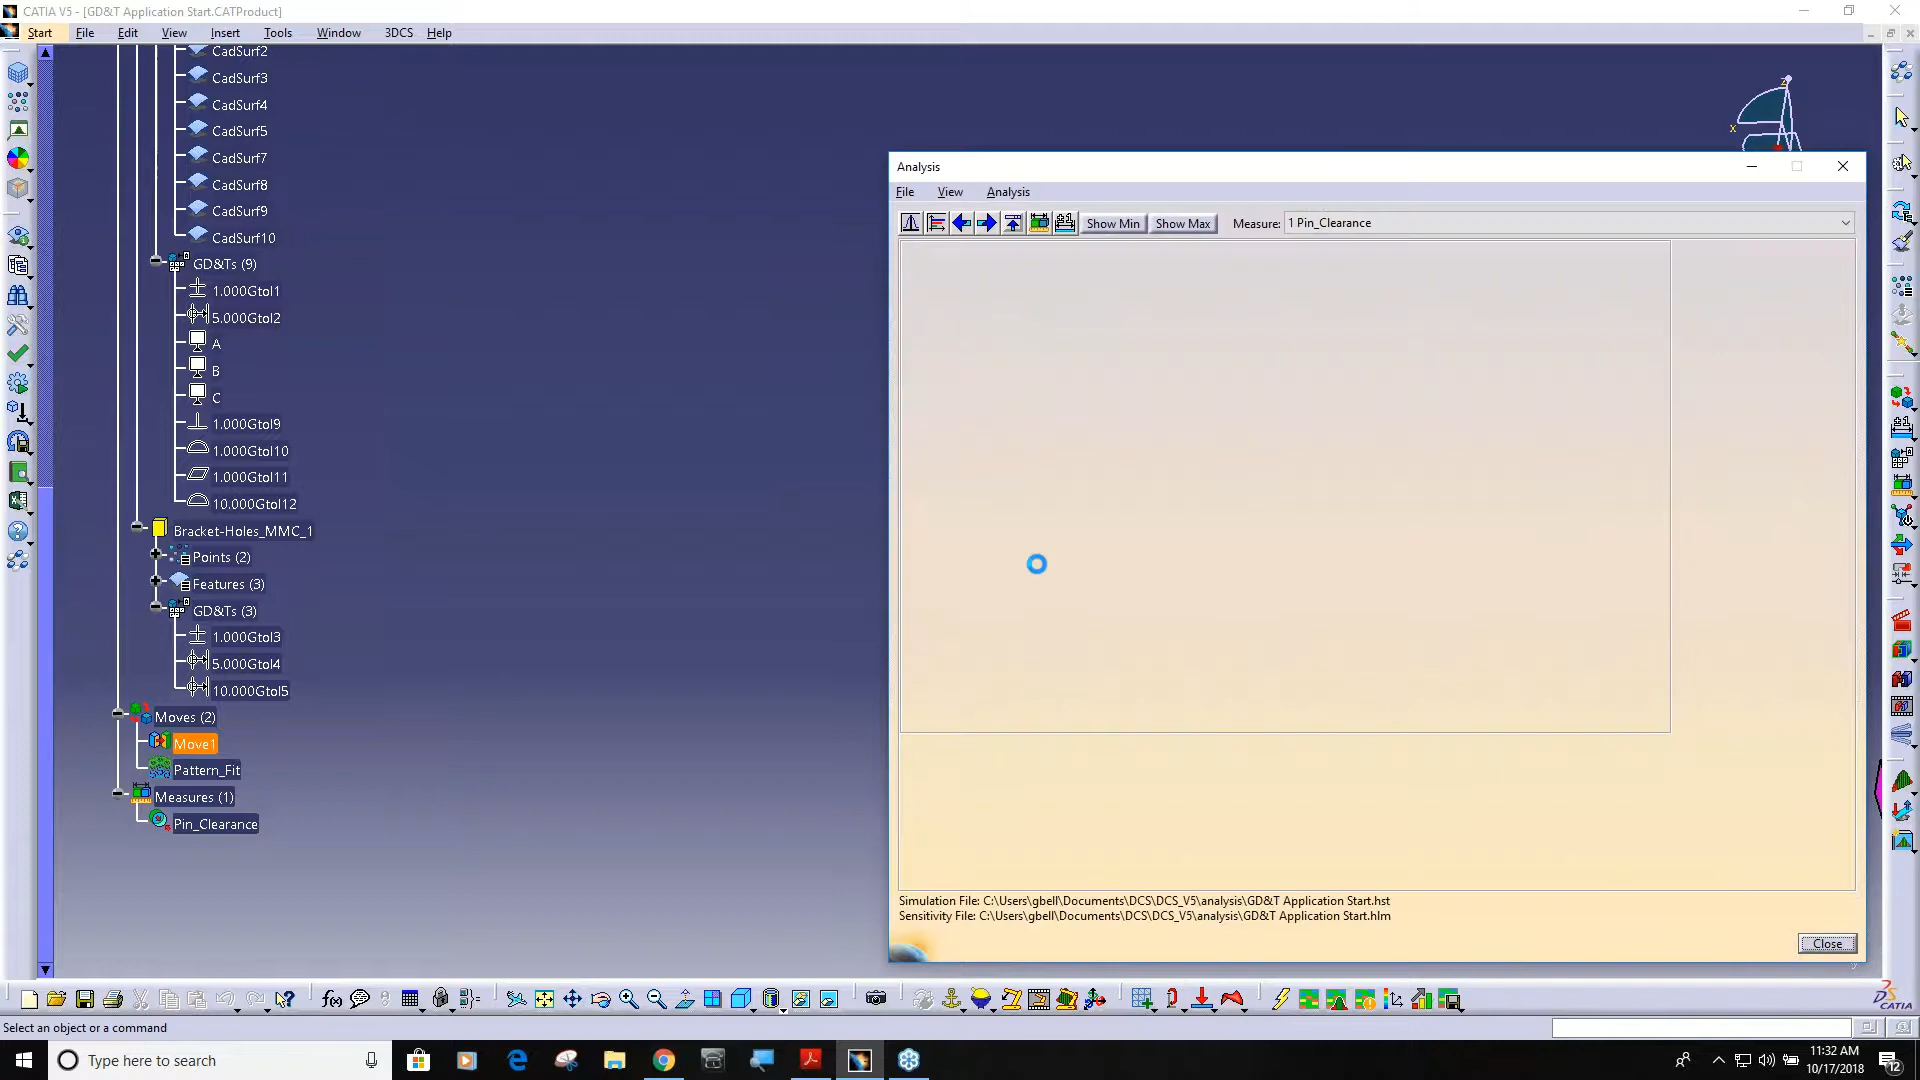 CATIA V5 - [GD&T Application Start.CATProduct]
Start File Edit View Insert Tools Window 3DCS Help
CadSurf2
CadSurf3
CadSurf4
CadSurf5
CadSurf7
CadSurf8
CadSurf9
CadSurf10
GD&Ts (9)
1.000Gtol1
5.000Gtol2
A
B
C
1.000Gtol9
1.000Gtol10
1.000Gtol11
10.000Gtol12
Bracket-Holes_MMC_1
Points (2)
Features (3)
GD&Ts (3)
1.000Gtol3
5.000Gtol4
10.000Gtol5
Moves (2)
Move1
Pattern_Fit
Measures (1)
Pin_Clearance
z
x
Analysis
File View Analysis
Show Min Show Max Measure: 1 Pin_Clearance
Simulation File: C:\Users\gbell\Documents\DCS\DCS_V5\analysis\GD&T Application Start.hst
Sensitivity File: C:\Users\gbell\Documents\DCS\DCS_V5\analysis\GD&T Application Start.hlm
Close
CATIA
Select an object or a command
Type here to search
11:32 AM
10/17/2018
12